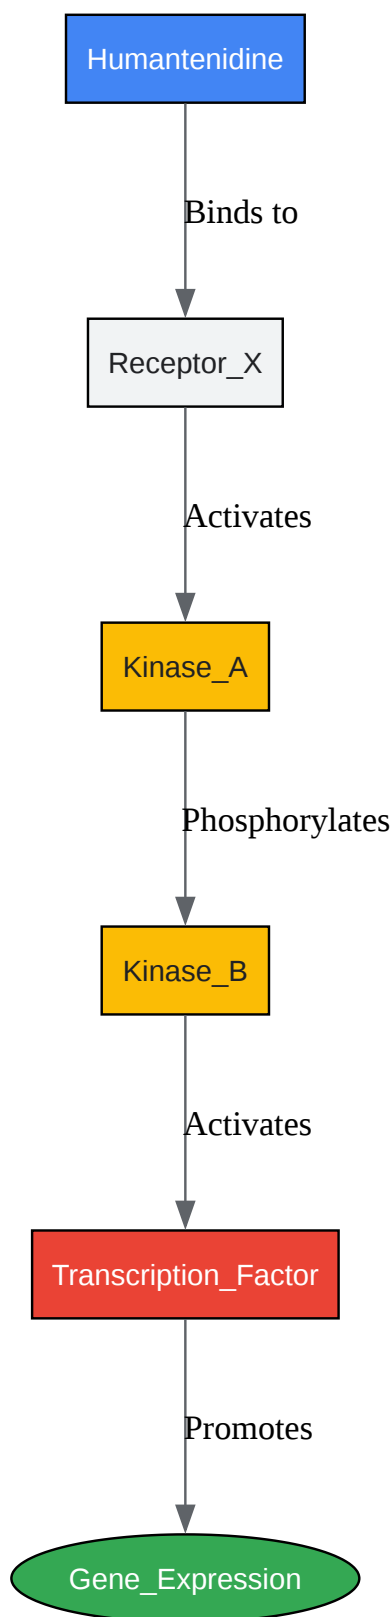 Humantenidine
Binds to
Receptor_X
Activates
Kinase_A
Phosphorylates
Kinase_B
Activates
Transcription_Factor
Promotes
Gene_Expression